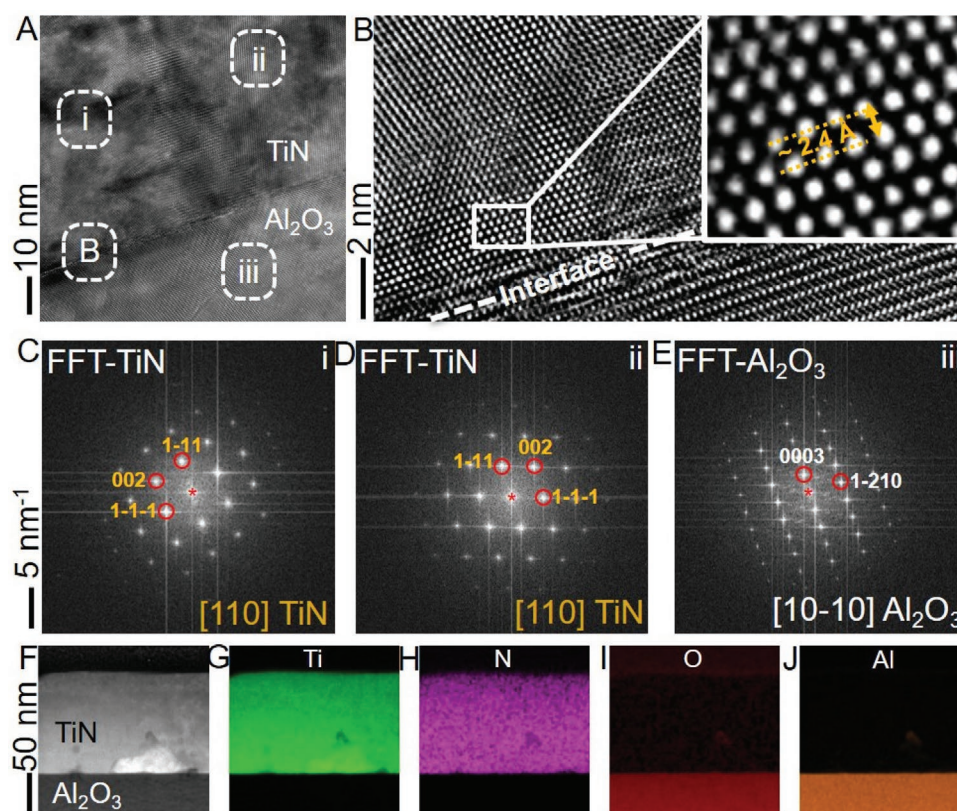 A
i
ii
TiN
Al₂O₃
B
iii
10 nm
B
~ 2.4 Å
Interface
2 nm
C
FFT-TiN
i
1-11
002
1-1-1
*
[110] TiN
5 nm⁻¹
D
FFT-TiN
ii
1-11
002
1-1-1
*
[110] TiN
E
FFT-Al₂O₃
ii
0003
1-210
*
[10-10] Al₂O₃
F
TiN
Al₂O₃
50 nm
G
Ti
H
N
I
O
J
Al